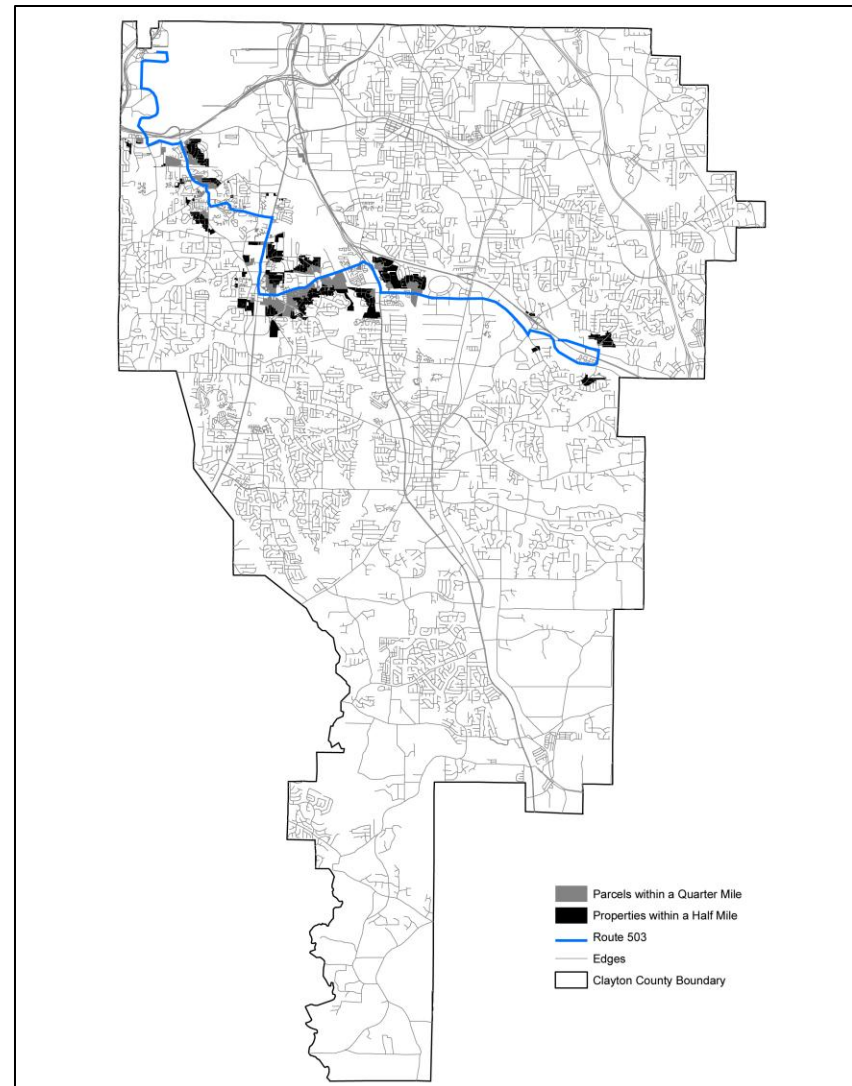 Parcels within a Quarter Mile
Properties within a Half Mile
Route 503
Edges
Clayton County Boundary